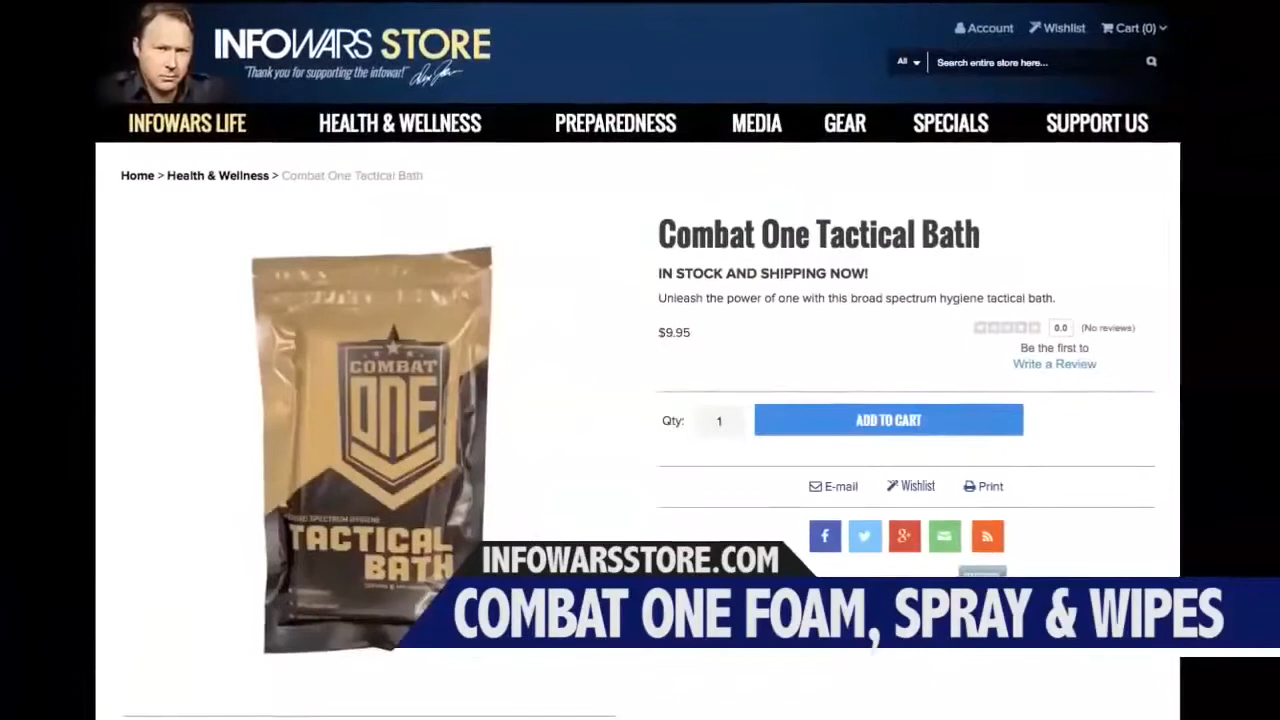 INFOWARS STORE
"Thank you for supporting the infowar!"
Account
Wishlist
Cart (0)
All
Search entire store here...
INFOWARS LIFE
HEALTH & WELLNESS
PREPAREDNESS
MEDIA
GEAR
SPECIALS
SUPPORT US
Home > Health & Wellness > Combat One Tactical Bath
Combat One Tactical Bath
IN STOCK AND SHIPPING NOW!
Unleash the power of one with this broad spectrum hygiene tactical bath.
$9.95
0.0 (No reviews)
Be the first to
Write a Review
Qty: 1
ADD TO CART
E-mail
Wishlist
Print
COMBAT
ONE
BROAD SPECTRUM HYGIENE
TACTICAL
BATH
INFOWARSSTORE.COM
COMBAT ONE FOAM, SPRAY & WIPES